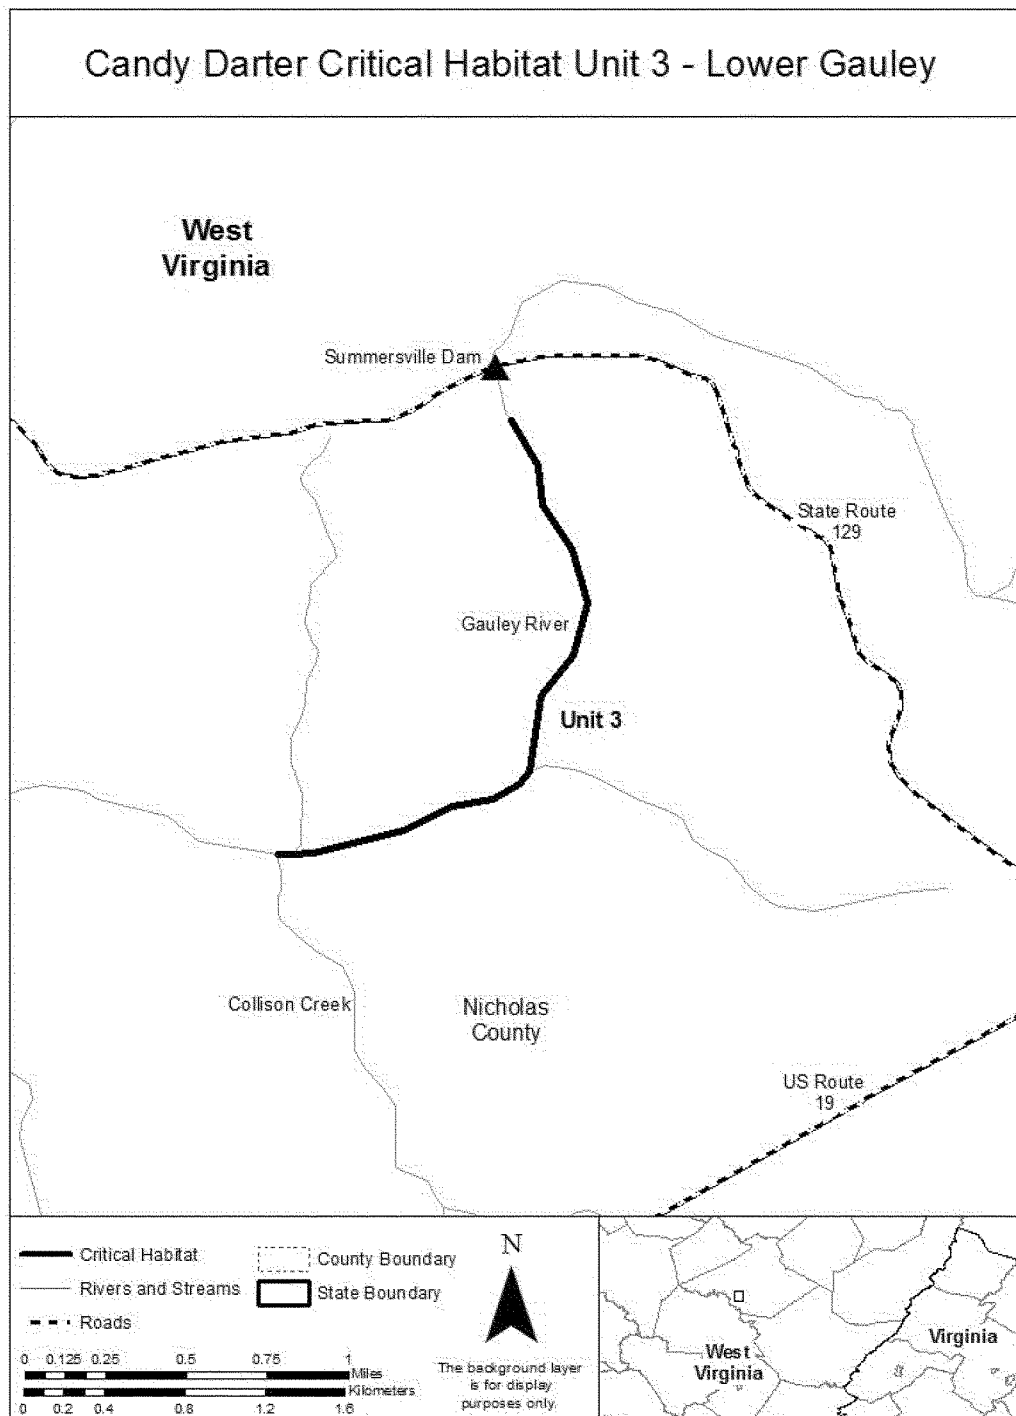 Candy Darter Critical Habitat Unit 3 - Lower Gauley
West
Virginia
Summersville Dam
State Route
129
Gauley River
Unit 3
Collison Creek
Nicholas
County
US Route
19
Critical Habitat
Rivers and Streams
Roads
County Boundary
State Boundary
0 0.125 0.25 0.5 0.75 1
Miles
Kilometers
0 0.2 0.4 0.8 1.2 1.6
N
The background layer
is for display
purposes only.
West
Virginia
Virginia